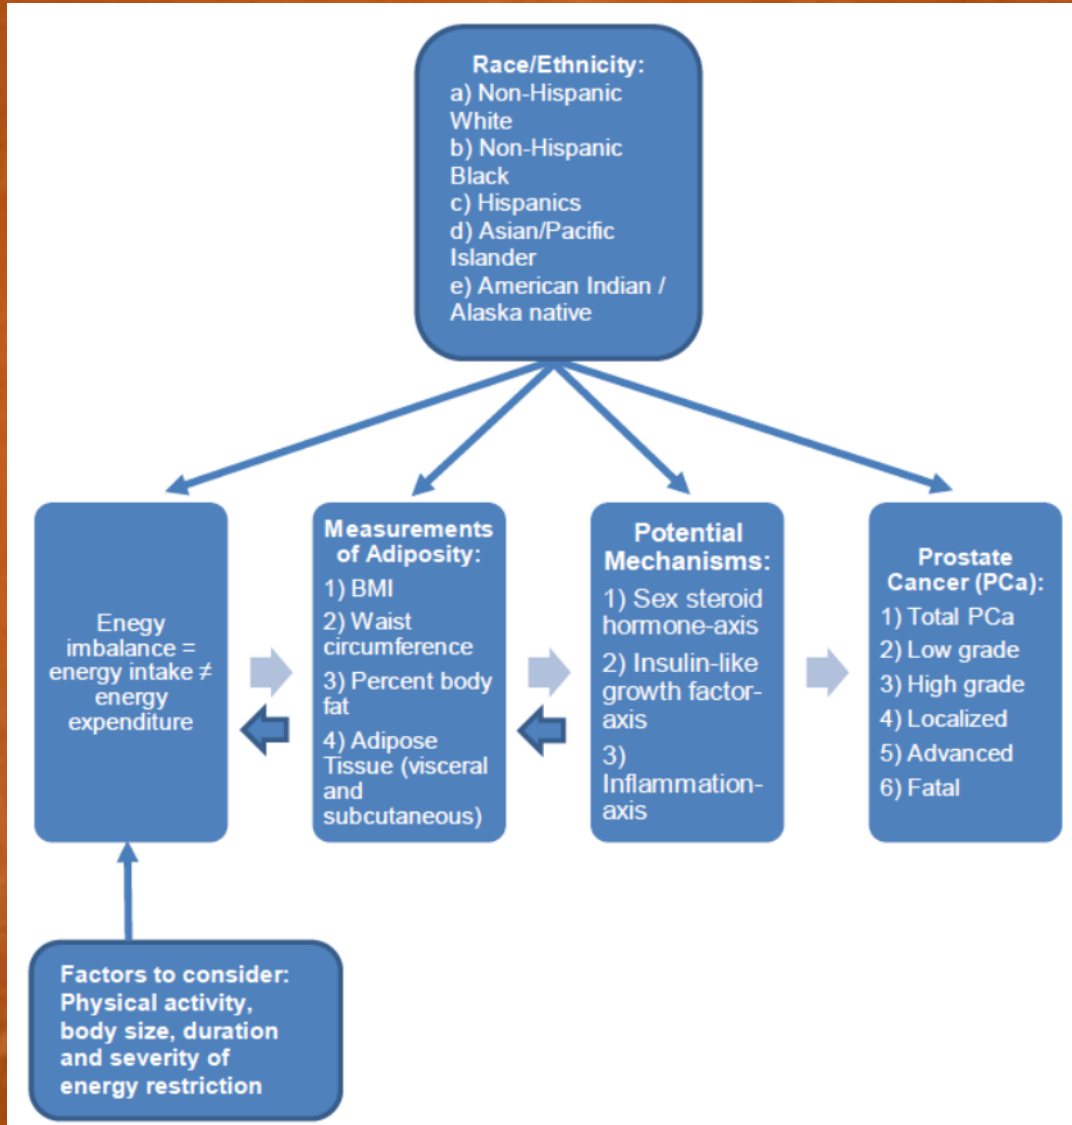 Race/Ethnicity:
a) Non-Hispanic
White
b) Non-Hispanic
Black
c) Hispanics
d) Asian/Pacific
Islander
e) American Indian /
Alaska native
Enegy
imbalance =
energy intake ≠
energy
expenditure
Measurements
of Adiposity:
1) BMI
2) Waist
circumference
3) Percent body
fat
4) Adipose
Tissue (visceral
and
subcutaneous)
Potential
Mechanisms:
1) Sex steroid
hormone-axis
2) Insulin-like
growth factor-
axis
3)
Inflammation-
axis
Prostate
Cancer (PCa):
1) Total PCa
2) Low grade
3) High grade
4) Localized
5) Advanced
6) Fatal
Factors to consider:
Physical activity,
body size, duration
and severity of
energy restriction